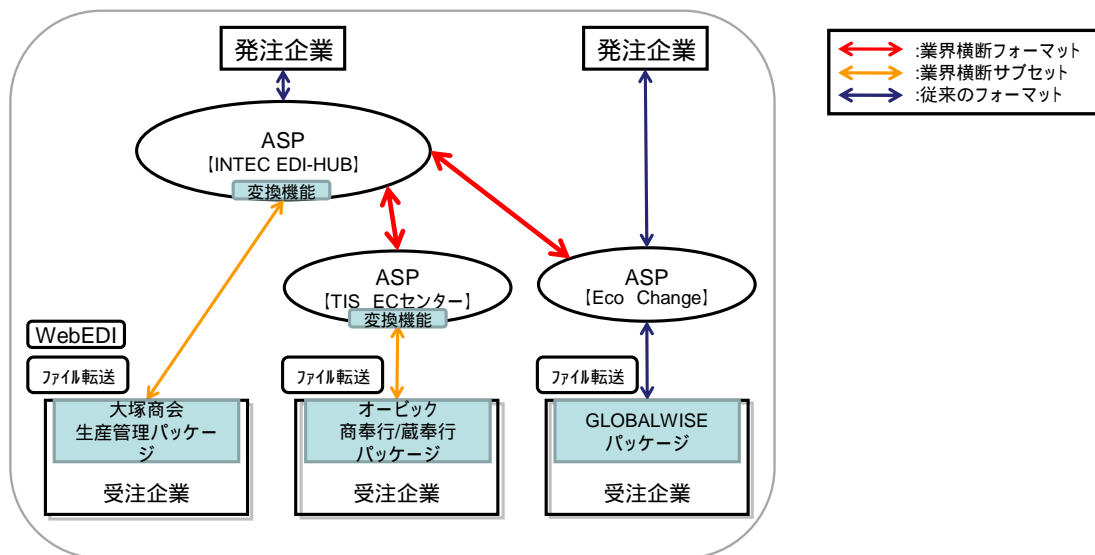 発注企業
発注企業
:業界横断フォーマット
:業界横断サブセット
:従来のフォーマット
ASP
【INTEC EDI-HUB】
変換機能
ASP
【TIS ECセンター】
変換機能
ASP
【Eco Change】
WebEDI
ファイル転送
ファイル転送
ファイル転送
大塚商会
生産管理パッケー
ジ
受注企業
オービック
商奉行/蔵奉行
パッケージ
受注企業
GLOBALWISE
パッケージ
受注企業